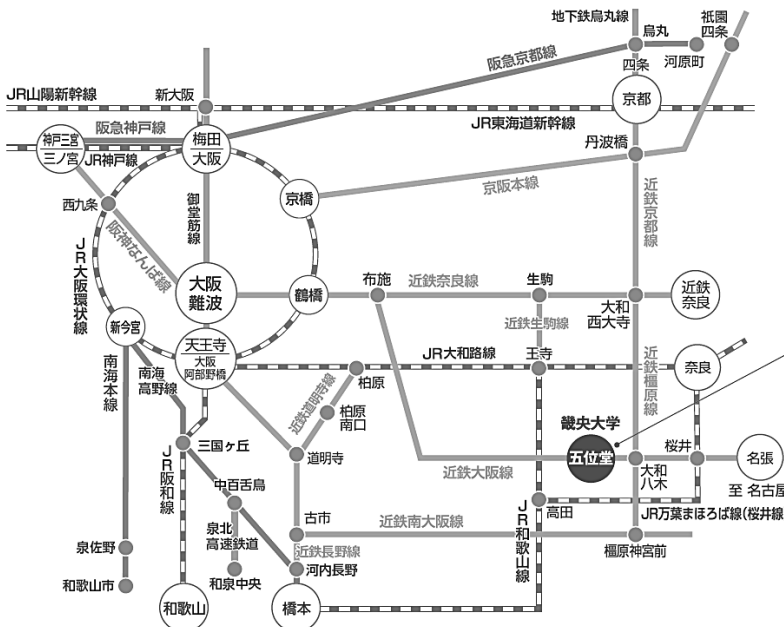 地下鉄烏丸線
烏丸
祇園
四条
四条
河原町
阪急京都線
JR山陽新幹線
新大阪
京都
JR東海道新幹線
阪急神戸線
神戸三宮
三ノ宮
JR神戸線
梅田
大阪
丹波橋
京橋
京阪本線
西九条
御堂筋線
近鉄京都線
阪神なんば線
JR大阪環状線
大阪
難波
鶴橋
布施
近鉄奈良線
生駒
近鉄
奈良
大和
西大寺
新今宮
近鉄生駒線
天王寺
大阪
阿部野橋
JR大和路線
王寺
奈良
南海本線
南海
高野線
近鉄道明寺線
柏原
近鉄橿原線
柏原
南口
畿央大学
五位堂
桜井
名張
三国ヶ丘
道明寺
近鉄大阪線
大和
八木
至 名古屋
JR阪和線
中百舌鳥
高田
JR万葉まほろば線(桜井線
古市
近鉄南大阪線
JR和歌山線
泉北
高速鉄道
近鉄長野線
橿原神宮前
泉佐野
和泉中央
河内長野
和歌山市
和歌山
橋本